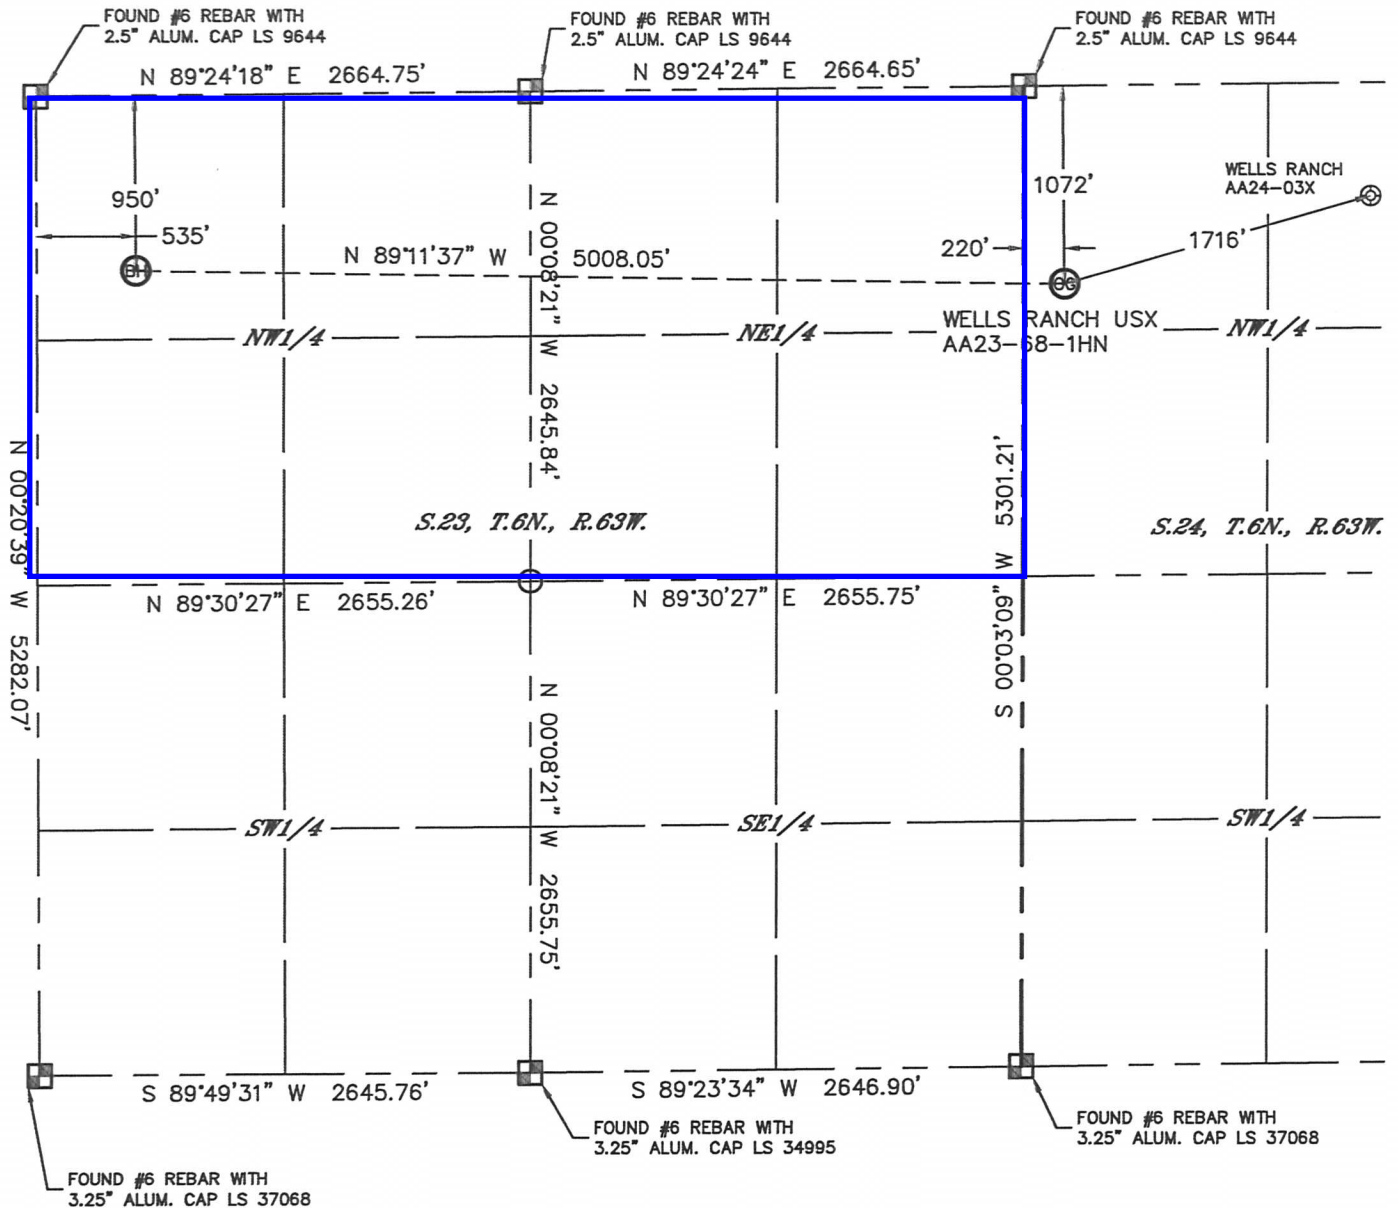 FOUND #6 REBAR WITH
2.5" ALUM. CAP LS 9644
FOUND #6 REBAR WITH
2.5" ALUM. CAP LS 9644
FOUND #6 REBAR WITH
2.5" ALUM. CAP LS 9644
N 89°24'18" E 2664.75'
N 89°24'24" E 2664.65'
950'
535'
BH
N 89°11'37" W 5008.05'
N 00°08'21" W 2645.84'
1072'
220'
WELLS RANCH
AA24-03X
1716'
OG
WELLS RANCH USX
AA23-68-1HN
NW1/4
NE1/4
NW1/4
N 00°20'39" W 5282.07'
S.23, T.6N., R.63W.
S 00°03'09" W 5301.21'
S.24, T.6N., R.63W.
N 89°30'27" E 2655.26'
N 89°30'27" E 2655.75'
N 00°08'21" W 2655.75'
SW1/4
SE1/4
SW1/4
S 89°49'31" W 2645.76'
S 89°23'34" W 2646.90'
FOUND #6 REBAR WITH
3.25" ALUM. CAP LS 34995
FOUND #6 REBAR WITH
3.25" ALUM. CAP LS 37068
FOUND #6 REBAR WITH
3.25" ALUM. CAP LS 37068